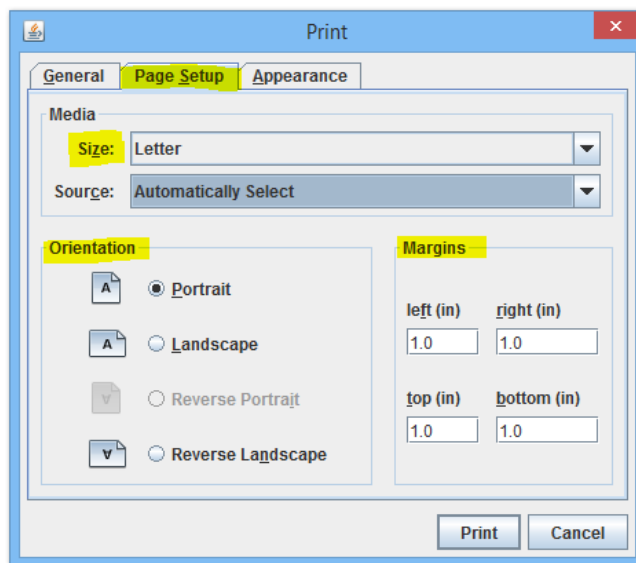 Print
General Page Setup Appearance
Media
Size: Letter
Source: Automatically Select
Orientation
A Portrait
A Landscape
A Reverse Portrait
A Reverse Landscape
Margins
left (in) right (in)
1.0 1.0
top (in) bottom (in)
1.0 1.0
Print Cancel